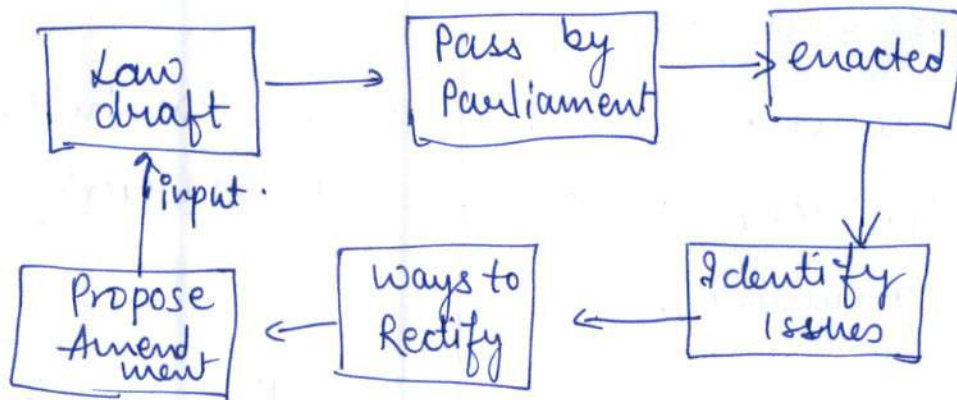 Law
draft
Pass by
Parliament
enacted
input.
Propose
Amend
ment
Ways to
Rectify
Identify
Issues